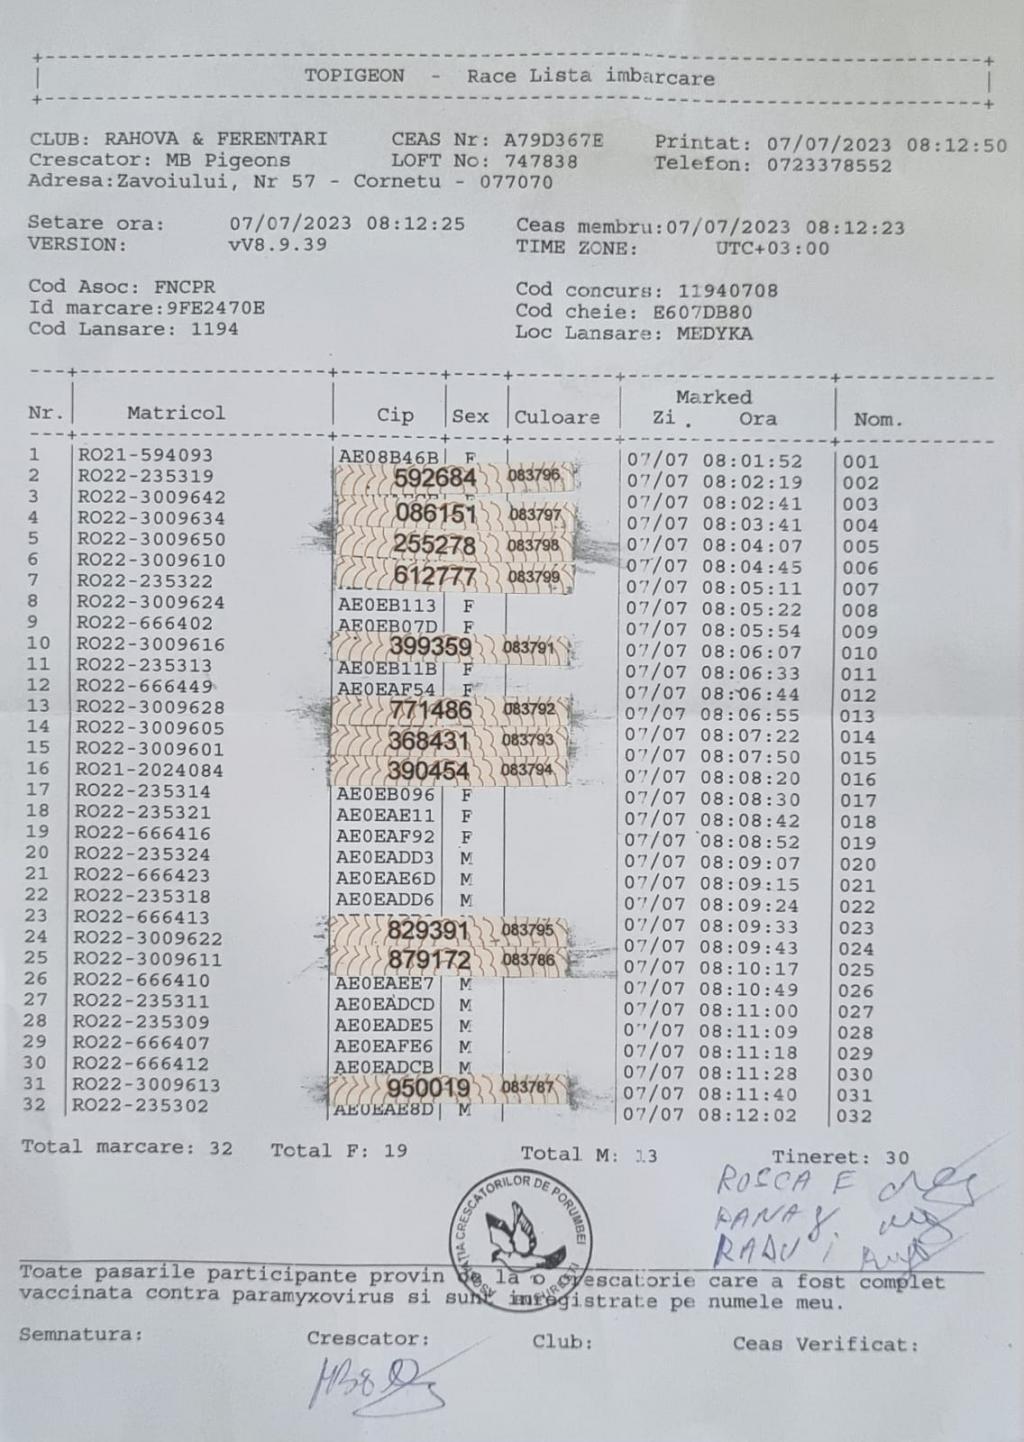 TOPIGEON - Race Lista imbarcare
CLUB: RAHOVA & FERENTARI CEAS Nr: A79D367E Printat: 07/07/2023 08:12:50
Crescator: MB Pigeons LOFT No: 747838 Telefon: 0723378552
Adresa:Zavoiului, Nr 57 - Cornetu - 077070
Setare ora: 07/07/2023 08:12:25 Ceas membru:07/07/2023 08:12:23
VERSION: vV8.9.39 TIME ZONE: UTC+03:00
Cod Asoc: FNCPR Cod concurs: 11940708
Id marcare:9FE2470E Cod cheie: E607DB80
Cod Lansare: 1194 Loc Lansare: MEDYKA
Marked
Nr. Matricol Cip Sex Culoare Zi. Ora Nom.
1 RO21-594093 AE08B46B F 07/07 08:01:52 001
2 RO22-235319 592684 083796 07/07 08:02:19 002
3 RO22-3009642 07/07 08:02:41 003
4 RO22-3009634 086151 083797 07/07 08:03:41 004
5 RO22-3009650 255278 083798 07/07 08:04:07 005
6 RO22-3009610 07/07 08:04:45 006
7 RO22-235322 612777 083799 07/07 08:05:11 007
8 RO22-3009624 AE0EB113 F 07/07 08:05:22 008
9 RO22-666402 AE0EB07D F 07/07 08:05:54 009
10 RO22-3009616 399359 083791 07/07 08:06:07 010
11 RO22-235313 AE0EB11B F 07/07 08:06:33 011
12 RO22-666449 AE0EAF54 F 07/07 08:06:44 012
13 RO22-3009628 771486 083792 07/07 08:06:55 013
14 RO22-3009605 07/07 08:07:22 014
15 RO22-3009601 368431 083793 07/07 08:07:50 015
16 RO21-2024084 390454 083794 07/07 08:08:20 016
17 RO22-235314 AE0EB096 F 07/07 08:08:30 017
18 RO22-235321 AE0EAE11 F 07/07 08:08:42 018
19 RO22-666416 AE0EAF92 F 07/07 08:08:52 019
20 RO22-235324 AE0EADD3 M 07/07 08:09:07 020
21 RO22-666423 AE0EAE6D M 07/07 08:09:15 021
22 RO22-235318 AE0EADD6 M 07/07 08:09:24 022
23 RO22-666413 07/07 08:09:33 023
24 RO22-3009622 829391 083795 07/07 08:09:43 024
25 RO22-3009611 879172 083786 07/07 08:10:17 025
26 RO22-666410 AE0EAEE7 M 07/07 08:10:49 026
27 RO22-235311 AE0EADCD M 07/07 08:11:00 027
28 RO22-235309 AE0EADE5 M 07/07 08:11:09 028
29 RO22-666407 AE0EAFE6 M 07/07 08:11:18 029
30 RO22-666412 AE0EADCB M 07/07 08:11:28 030
31 RO22-3009613 950019 083787 07/07 08:11:40 031
32 RO22-235302 AE0EAE8D M 07/07 08:12:02 032
Total marcare: 32 Total F: 19 Total M: 13 Tineret: 30
ROSCA E
RADU i
CRESCATORILOR DE PORUMBEI
Toate pasarile participante provin de la o crescatorie care a fost complet
vaccinata contra paramyxovirus si sunt inregistrate pe numele meu.
Semnatura: Crescator: Club: Ceas Verificat: